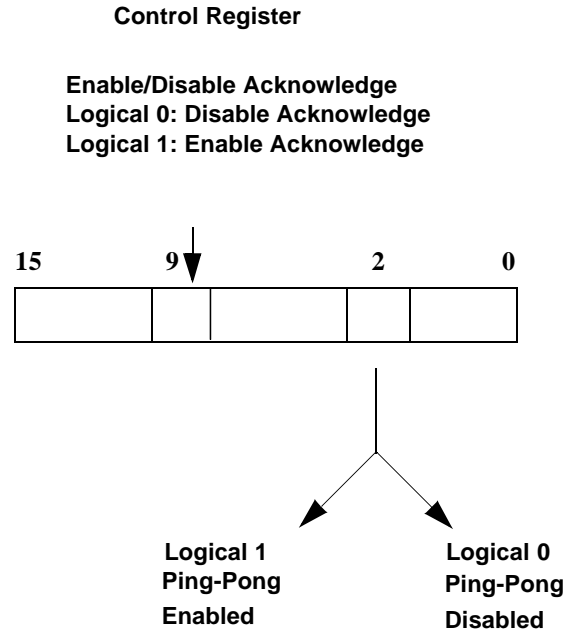 Control Register
Enable/Disable Acknowledge
Logical 0: Disable Acknowledge
Logical 1: Enable Acknowledge
15 9 2 0
Logical 1
Ping-Pong
Enabled
Logical 0
Ping-Pong
Disabled